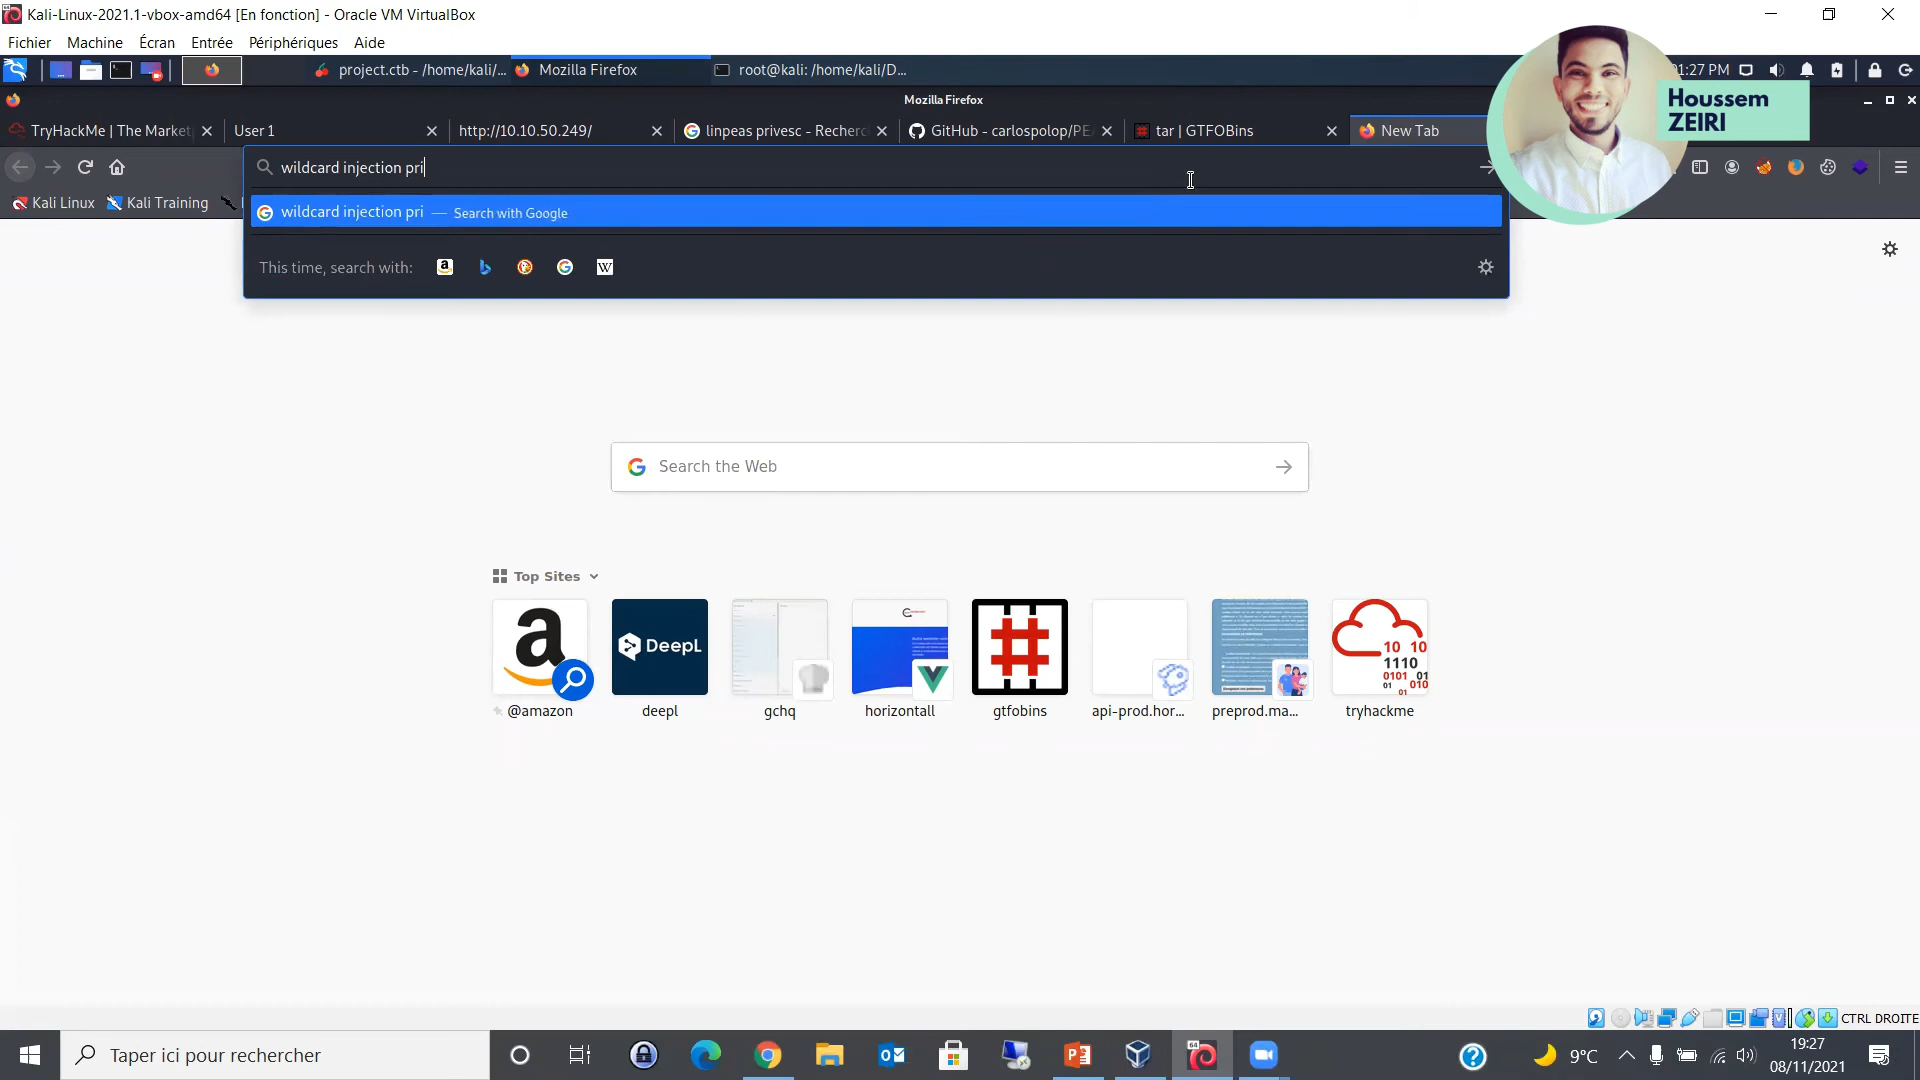 Kali-Linux-2021.1-vbox-amd64 [En fonction] - Oracle VM VirtualBox
Fichier Machine Écran Entrée Périphériques Aide
project.ctb - /home/kali/... Mozilla Firefox root@kali: /home/kali/D... 1:27 PM
Mozilla Firefox
Houssem
ZEIRI
TryHackMe | The Market User 1 http://10.10.50.249/ linpeas privesc - Recherc GitHub - carlospolop/PEA tar | GTFOBins New Tab
wildcard injection pri
Kali Linux Kali Training
wildcard injection pri — Search with Google
This time, search with:
Search the Web
Top Sites
@amazon deepl gchq horizontall gtfobins api-prod.hor... preprod.ma... tryhackme
DeepL
CTRL DROITE
Taper ici pour rechercher
9°C
19:27
08/11/2021